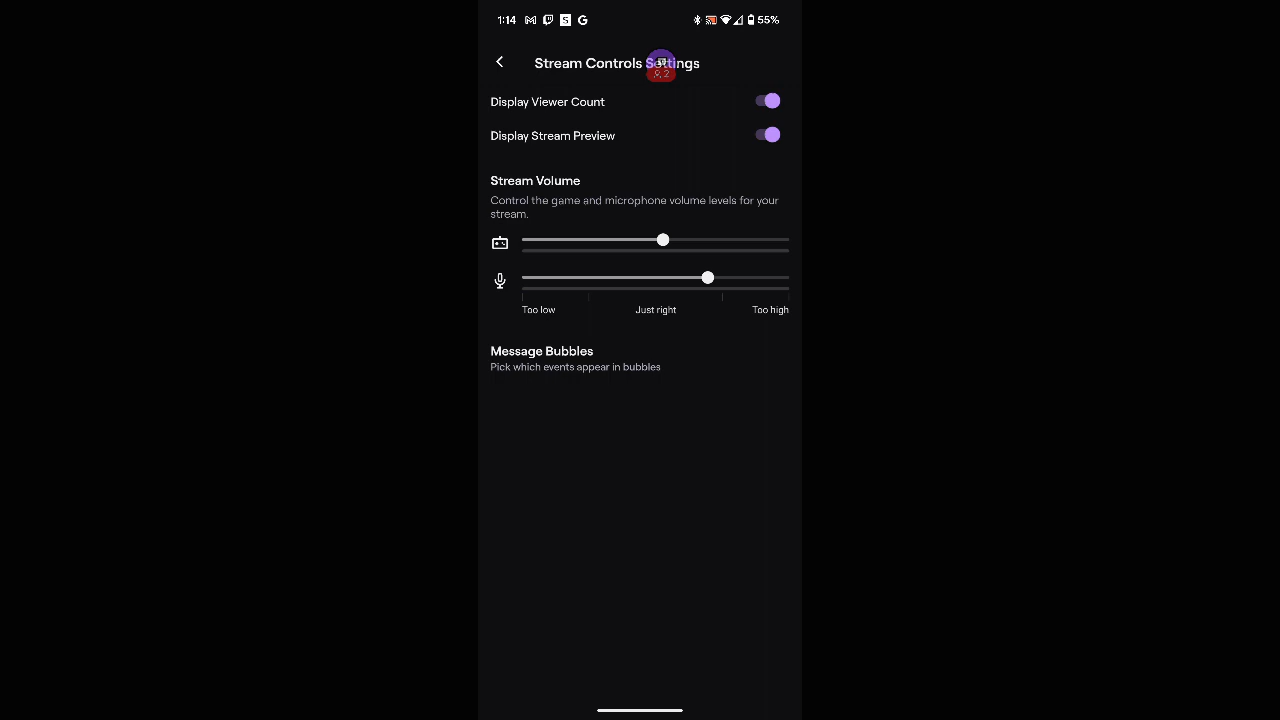 1:14
55%
Stream Controls Settings
2
Display Viewer Count
Display Stream Preview
Stream Volume
Control the game and microphone volume levels for your
stream.
Too low Just right Too high
Message Bubbles
Pick which events appear in bubbles